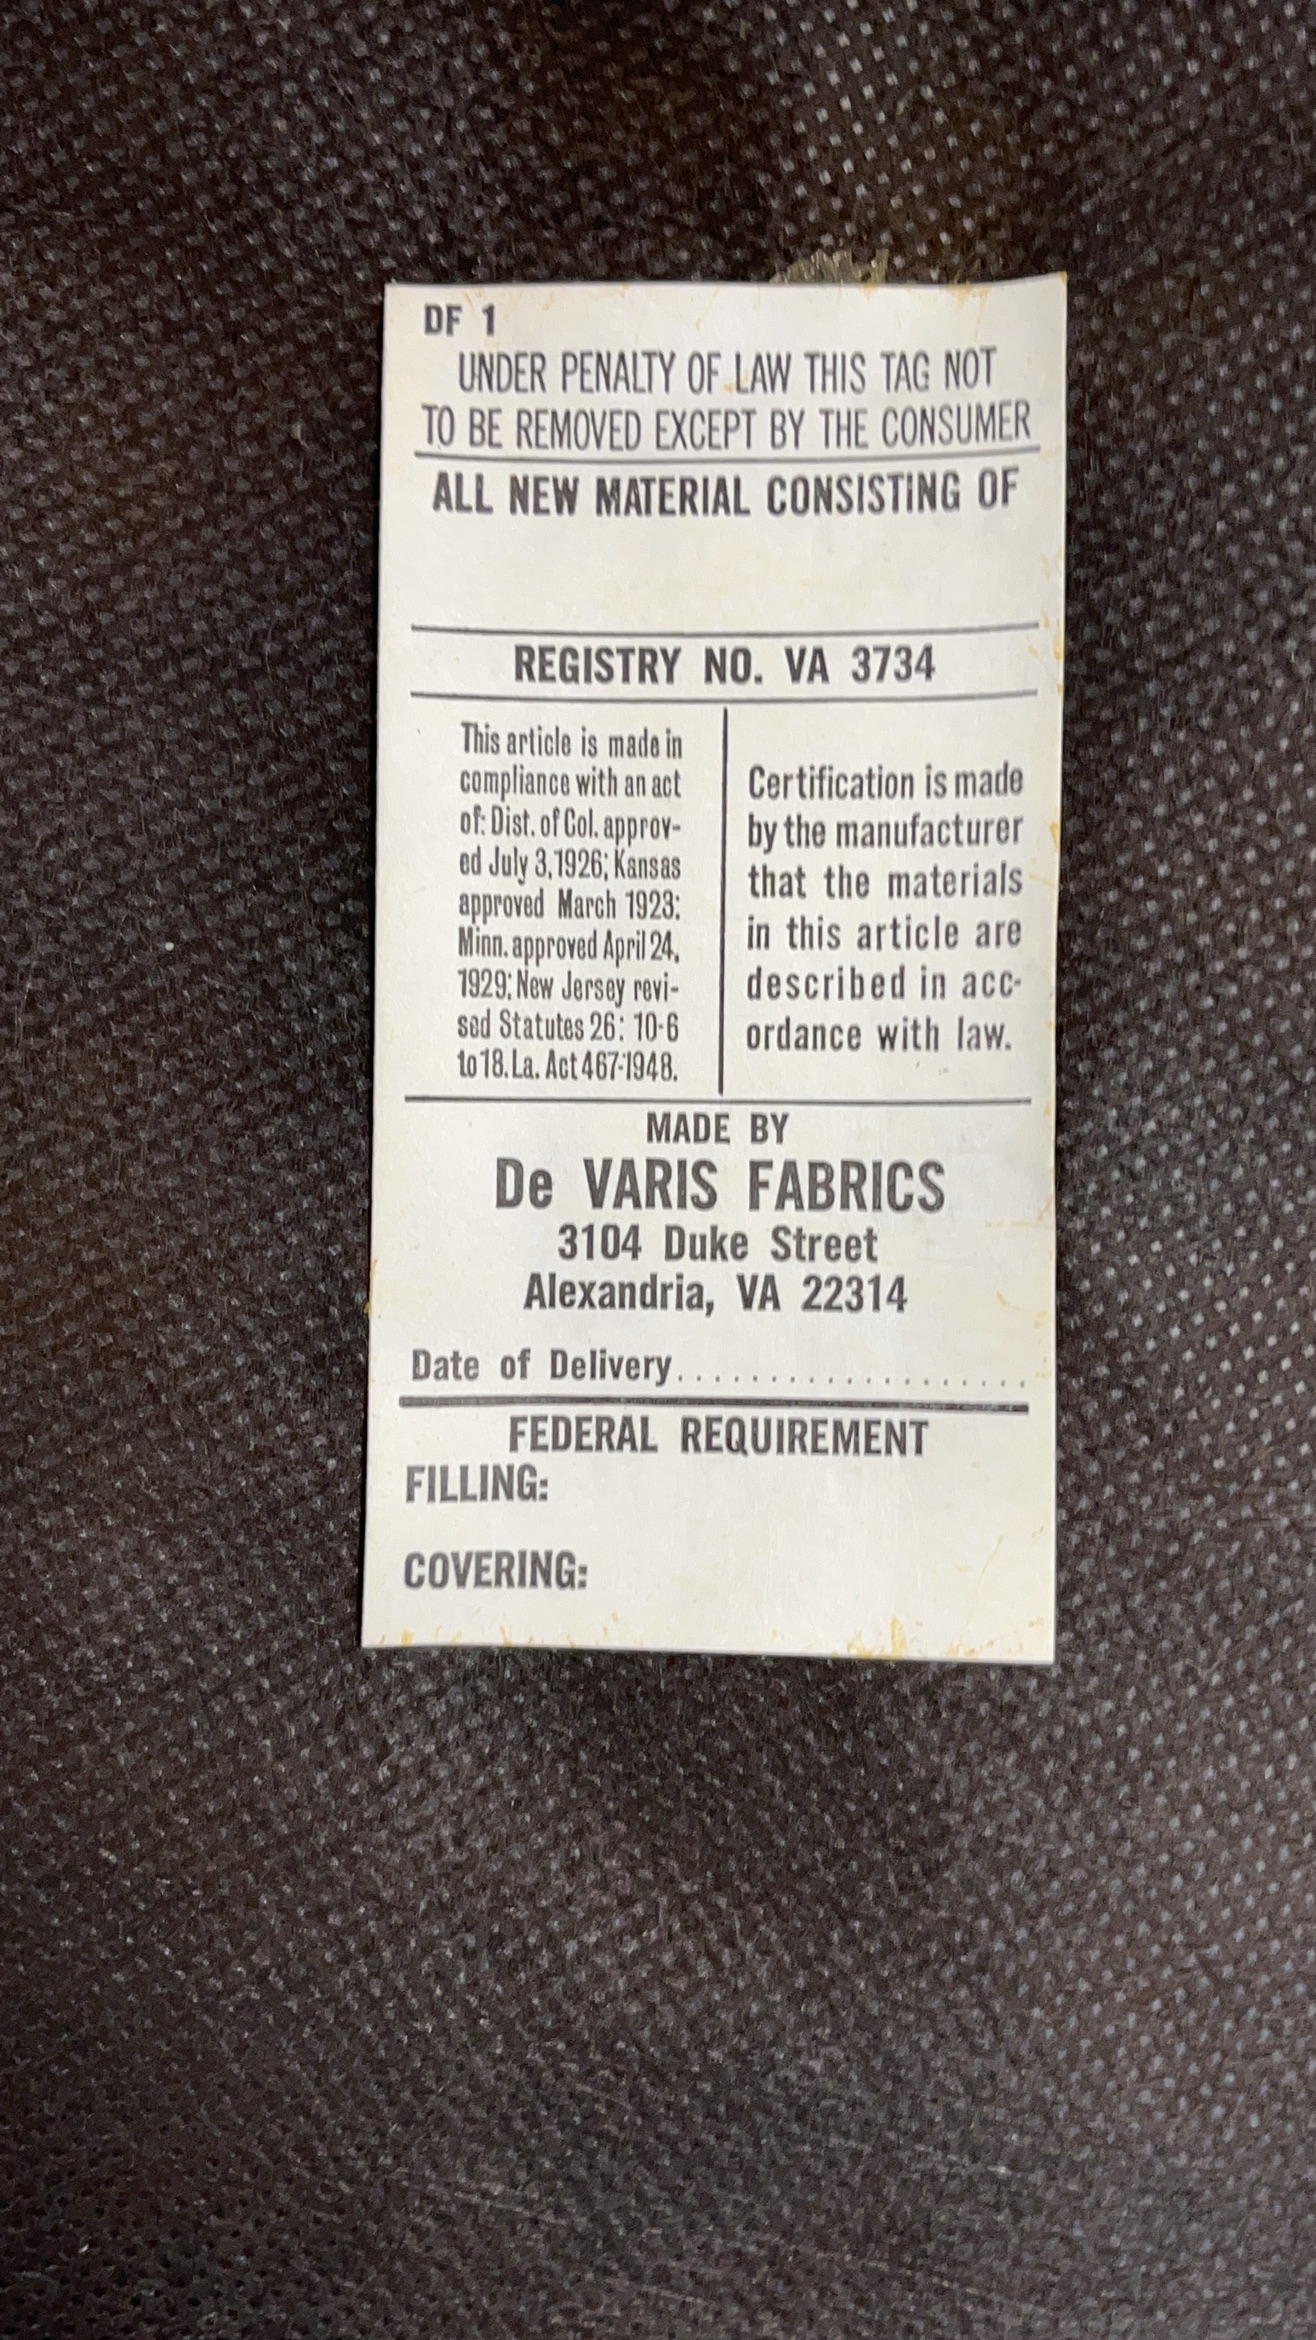 DF 1
UNDER PENALTY OF LAW THIS TAG NOT
TO BE REMOVED EXCEPT BY THE CONSUMER
ALL NEW MATERIAL CONSISTING OF
REGISTRY NO. VA 3734
This article is made in
compliance with an act
of: Dist. of Col. approv-
ed July 3, 1926; Kansas
approved March 1923:
Minn. approved April 24,
1929; New Jersey revi-
sed Statutes 26: 10-6
to 18. La. Act 467-1948.
Certification is made
by the manufacturer
that the materials
in this article are
described in acc-
ordance with law.
MADE BY
De VARIS FABRICS
3104 Duke Street
Alexandria, VA 22314
Date of Delivery....................
FEDERAL REQUIREMENT
FILLING:
COVERING: